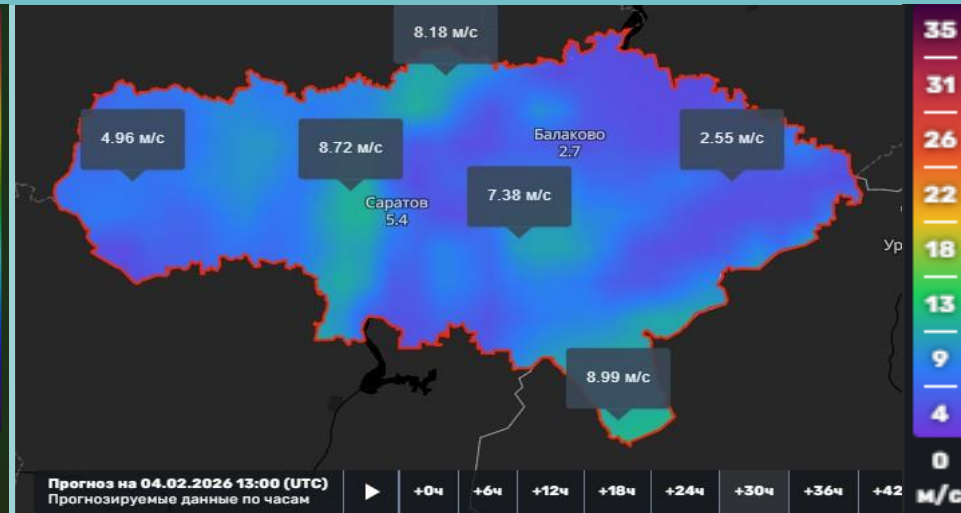 8.18 м/с
4.96 м/с
8.72 м/с
Балаково
2.7
2.55 м/с
Саратов
5.4
7.38 м/с
Ур
8.99 м/с
35
31
26
22
18
13
9
4
0
м/с
Прогноз на 04.02.2026 13:00 (UTC)
Прогнозируемые данные по часам
+0ч +6ч +12ч +18ч +24ч +30ч +36ч +42